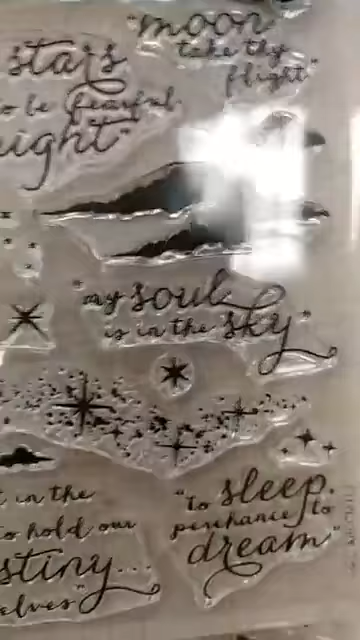 "moon
take thy
flight"
stars
to be fearful
night"
"my soul
is in the sky"
t in the
to hold our
stiny...
elves"
"to sleep.
perchance to
dream"